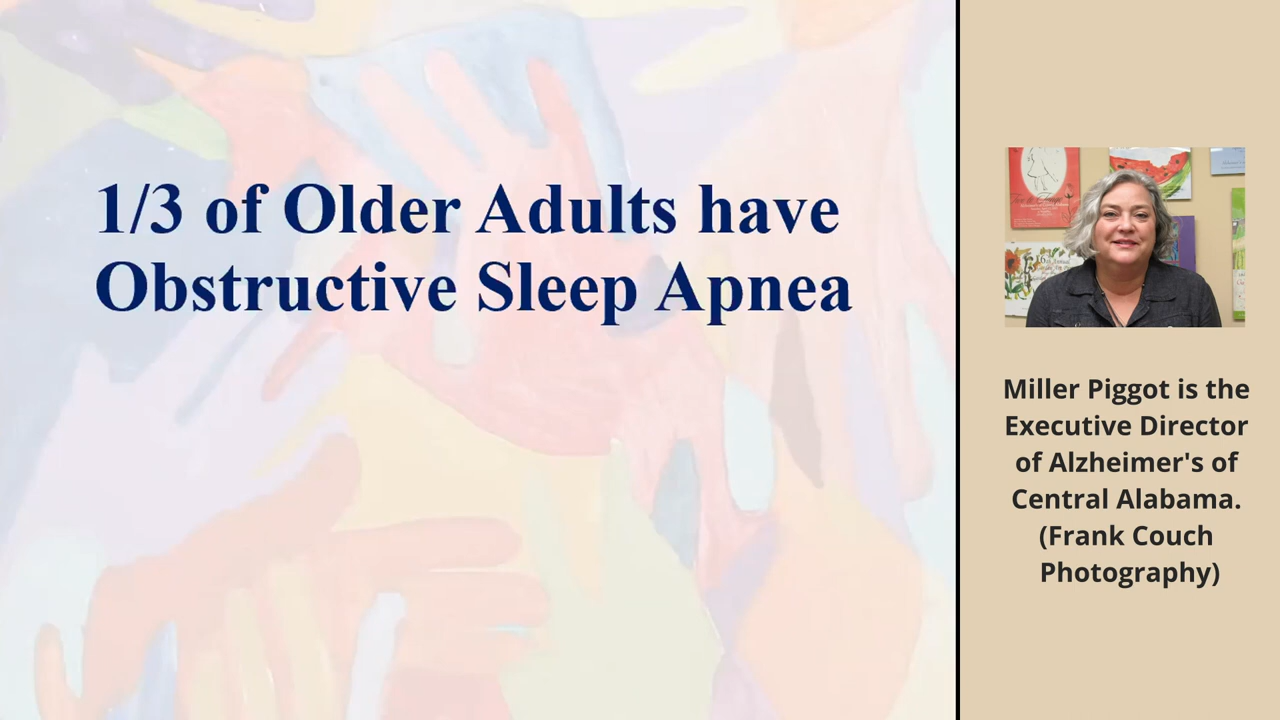 1/3 of Older Adults have
Obstructive Sleep Apnea
Miller Piggot is the
Executive Director
of Alzheimer's of
Central Alabama.
(Frank Couch
Photography)